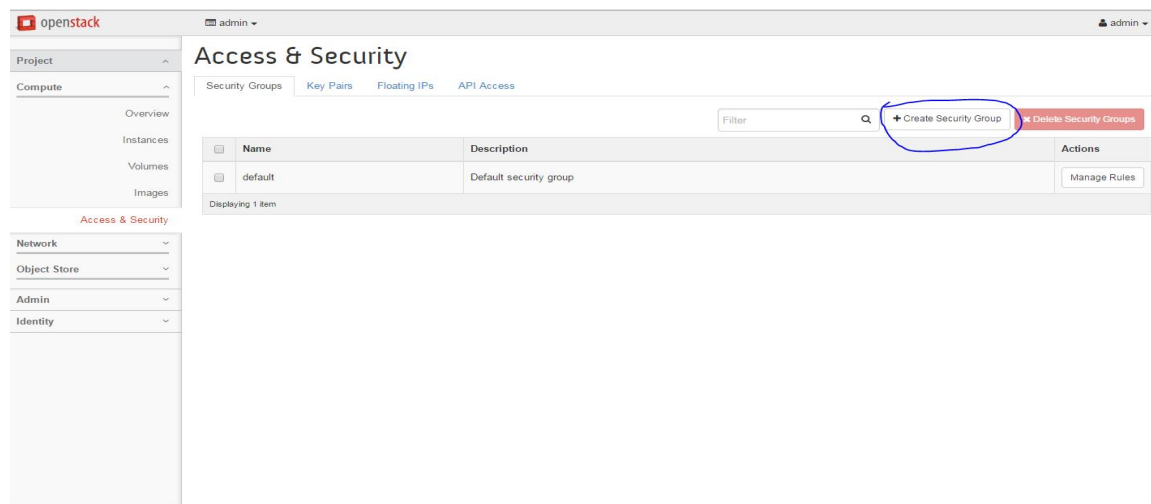 openstack
admin
admin
Project
Compute
Overview
Instances
Volumes
Images
Access & Security
Network
Object Store
Admin
Identity
Access & Security
Security Groups Key Pairs Floating IPs API Access
Filter + Create Security Group × Delete Security Groups
Name Description Actions
default Default security group Manage Rules
Displaying 1 item